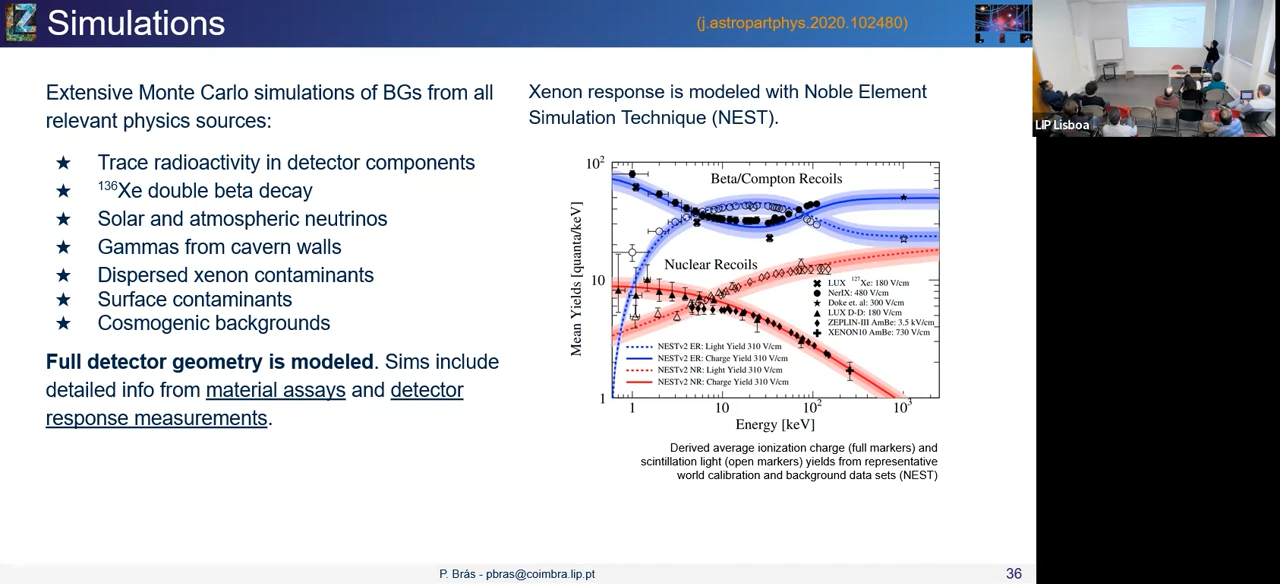 Simulations
(j.astropartphys.2020.102480)
LIP Lisboa
Extensive Monte Carlo simulations of BGs from all
relevant physics sources:
★ Trace radioactivity in detector components
★ ¹³⁶Xe double beta decay
★ Solar and atmospheric neutrinos
★ Gammas from cavern walls
★ Dispersed xenon contaminants
★ Surface contaminants
★ Cosmogenic backgrounds
Full detector geometry is modeled. Sims include
detailed info from material assays and detector
response measurements.
Xenon response is modeled with Noble Element
Simulation Technique (NEST).
Mean Yields [quanta/keV]
10²
10
1
Beta/Compton Recoils
Nuclear Recoils
LUX ¹²⁷Xe: 180 V/cm
NeriX: 480 V/cm
Doke et. al: 300 V/cm
LUX D-D: 180 V/cm
ZEPLIN-III AmBe: 3.5 kV/cm
XENON10 AmBe: 730 V/cm
NESTv2 ER: Light Yield 310 V/cm
NESTv2 ER: Charge Yield 310 V/cm
NESTv2 NR: Light Yield 310 V/cm
NESTv2 NR: Charge Yield 310 V/cm
1 10 10² 10³
Energy [keV]
Derived average ionization charge (full markers) and
scintillation light (open markers) yields from representative
world calibration and background data sets (NEST)
P. Brás - pbras@coimbra.lip.pt
36